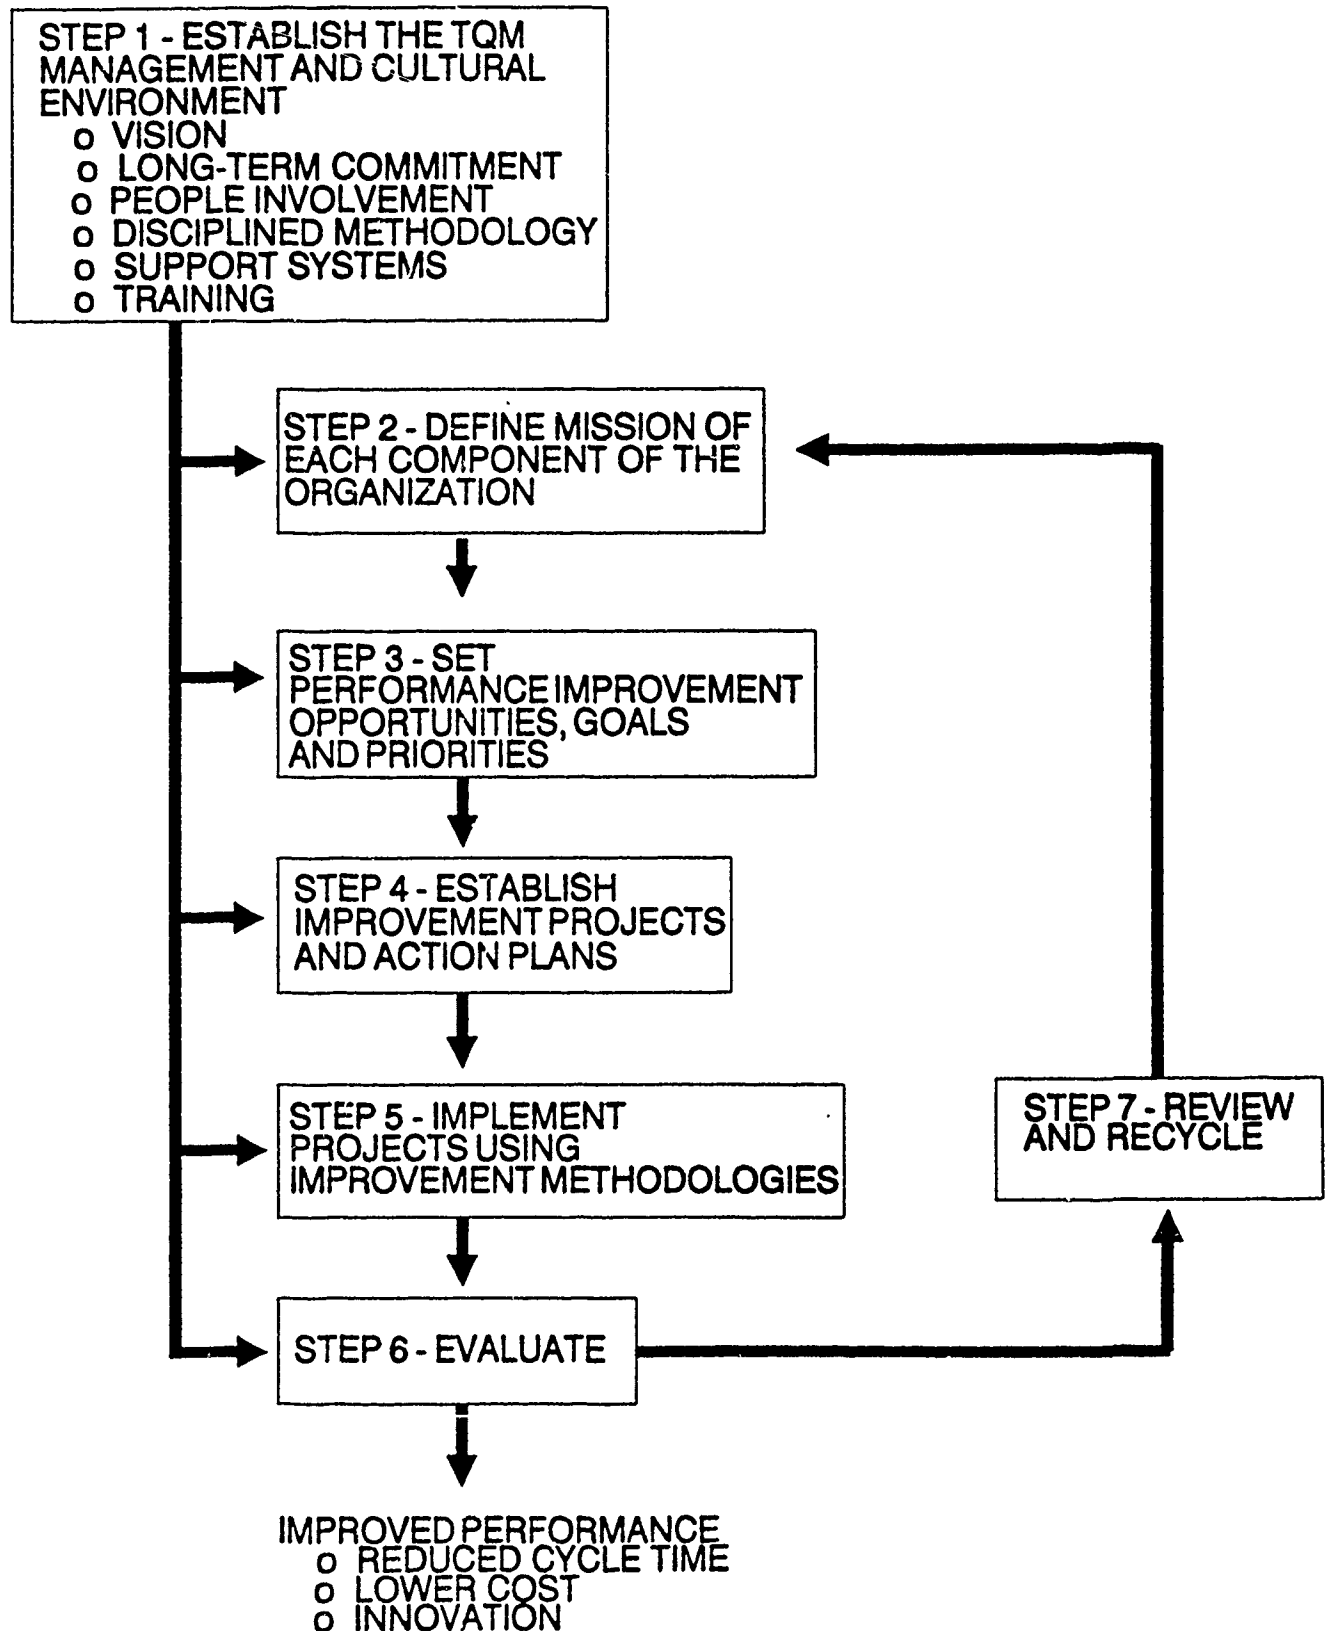 STEP 1 - ESTABLISH THE TQM
MANAGEMENT AND CULTURAL
ENVIRONMENT
o VISION
o LONG-TERM COMMITMENT
o PEOPLE INVOLVEMENT
o DISCIPLINED METHODOLOGY
o SUPPORT SYSTEMS
o TRAINING
STEP 2 - DEFINE MISSION OF
EACH COMPONENT OF THE
ORGANIZATION
STEP 3 - SET
PERFORMANCE IMPROVEMENT
OPPORTUNITIES, GOALS
AND PRIORITIES
STEP 4 - ESTABLISH
IMPROVEMENT PROJECTS
AND ACTION PLANS
STEP 5 - IMPLEMENT
PROJECTS USING
IMPROVEMENT METHODOLOGIES
STEP 7 - REVIEW
AND RECYCLE
STEP 6 - EVALUATE
IMPROVED PERFORMANCE
o REDUCED CYCLE TIME
o LOWER COST
o INNOVATION